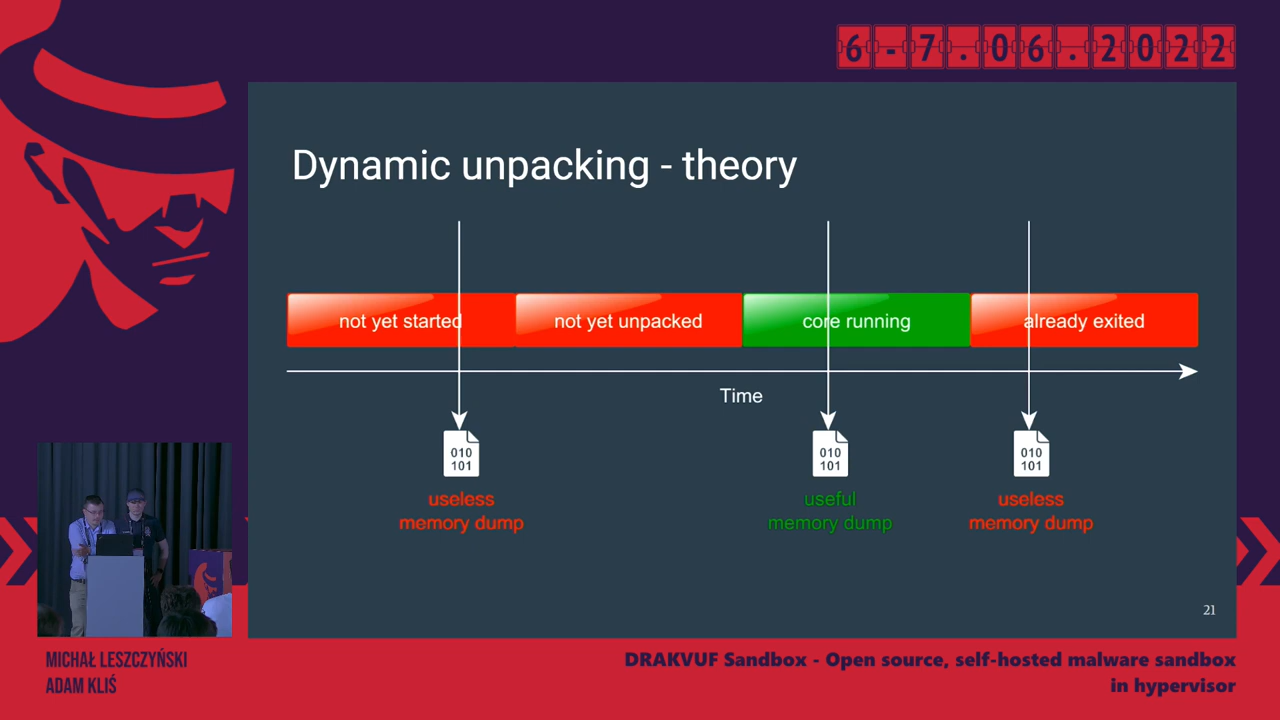 6-7.06.2022
Dynamic unpacking - theory
not yet started
not yet unpacked
core running
already exited
Time
010
101
010
101
010
101
useless
memory dump
useful
memory dump
useless
memory dump
21
MICHAŁ LESZCZYŃSKI
ADAM KLIŚ
DRAKVUF Sandbox - Open source, self-hosted malware sandbox
in hypervisor